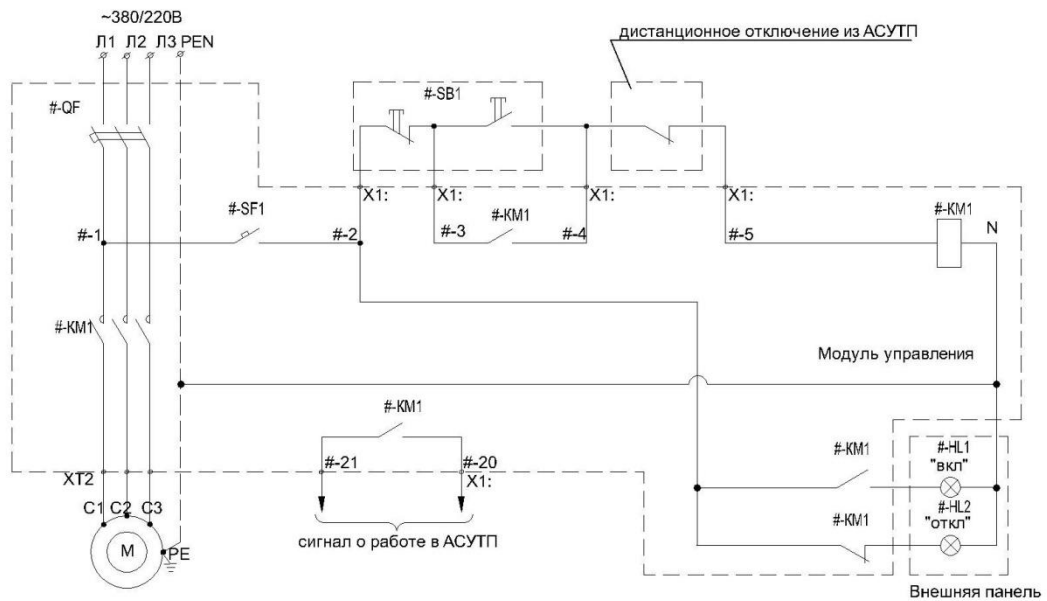 ~380/220В
Л1 Л2 Л3 PEN
дистанционное отключение из АСУТП
#-QF
#-SB1
X1: X1: X1: X1:
#-SF1
#-KM1
#-KM1
N
#-1
#-2
#-3
#-4
#-5
#-KM1
Модуль управления
#-KM1
#-21
#-20
X1:
#-KM1
#-HL1
"вкл"
XT2
C1 C2 C3
#-KM1
#-HL2
"откл"
M
PE
сигнал о работе в АСУТП
Внешняя панель